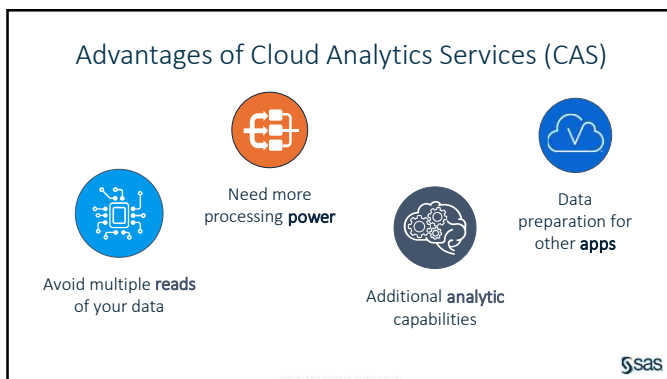 Advantages of Cloud Analytics Services (CAS)
Avoid multiple reads
of your data
Need more
processing power
Additional analytic
capabilities
V
Data
preparation for
other apps
sas